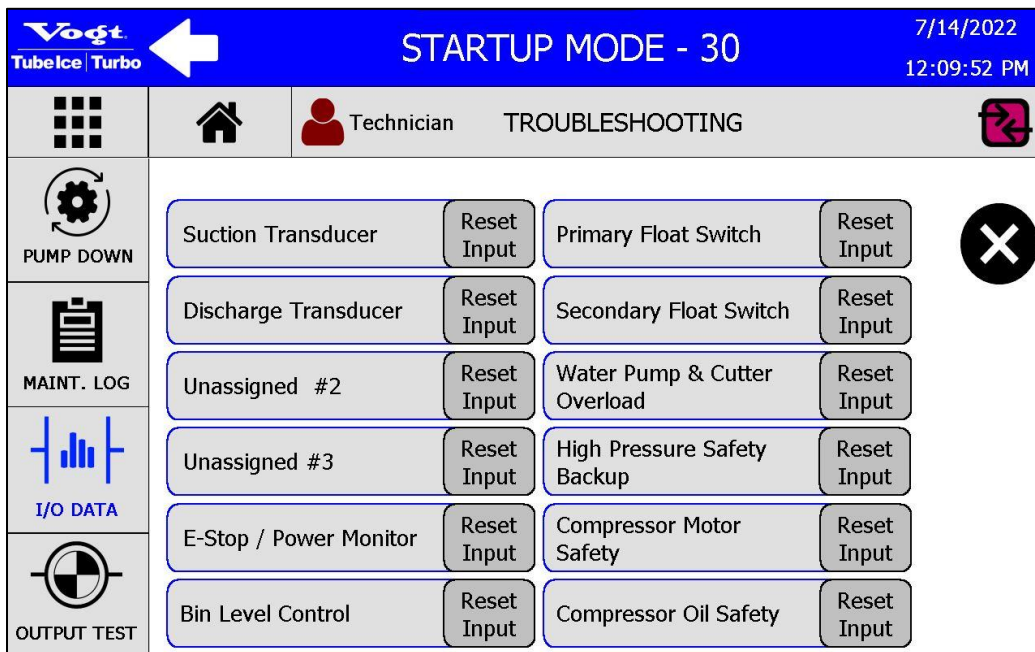 Vogt
TubeIce | Turbo
STARTUP MODE - 30
7/14/2022
12:09:52 PM
Technician
TROUBLESHOOTING
PUMP DOWN
MAINT. LOG
I/O DATA
OUTPUT TEST
Suction Transducer
Reset
Input
Primary Float Switch
Reset
Input
Discharge Transducer
Reset
Input
Secondary Float Switch
Reset
Input
Unassigned #2
Reset
Input
Water Pump & Cutter
Overload
Reset
Input
Unassigned #3
Reset
Input
High Pressure Safety
Backup
Reset
Input
E-Stop / Power Monitor
Reset
Input
Compressor Motor
Safety
Reset
Input
Bin Level Control
Reset
Input
Compressor Oil Safety
Reset
Input